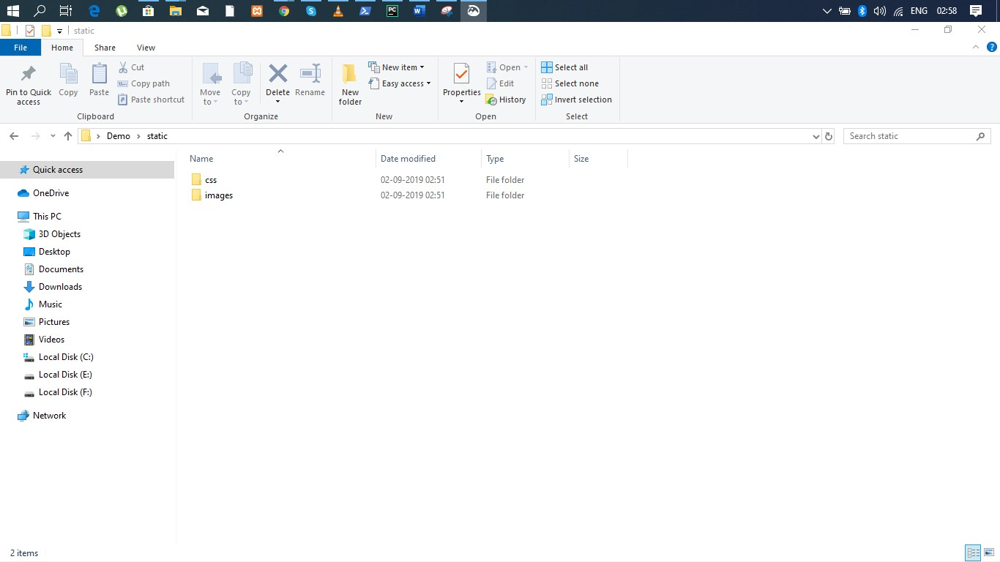 ENG 02:58
static
File Home Share View
Pin to Quick access
Copy
Paste
Cut
Copy path
Paste shortcut
Clipboard
Move to
Copy to
Delete
Rename
Organize
New folder
New item
Easy access
New
Properties
Open
Edit
History
Open
Select all
Select none
Invert selection
Select
Demo static
Search static
Name Date modified Type Size
css 02-09-2019 02:51 File folder
images 02-09-2019 02:51 File folder
Quick access
OneDrive
This PC
3D Objects
Desktop
Documents
Downloads
Music
Pictures
Videos
Local Disk (C:)
Local Disk (E:)
Local Disk (F:)
Network
2 items